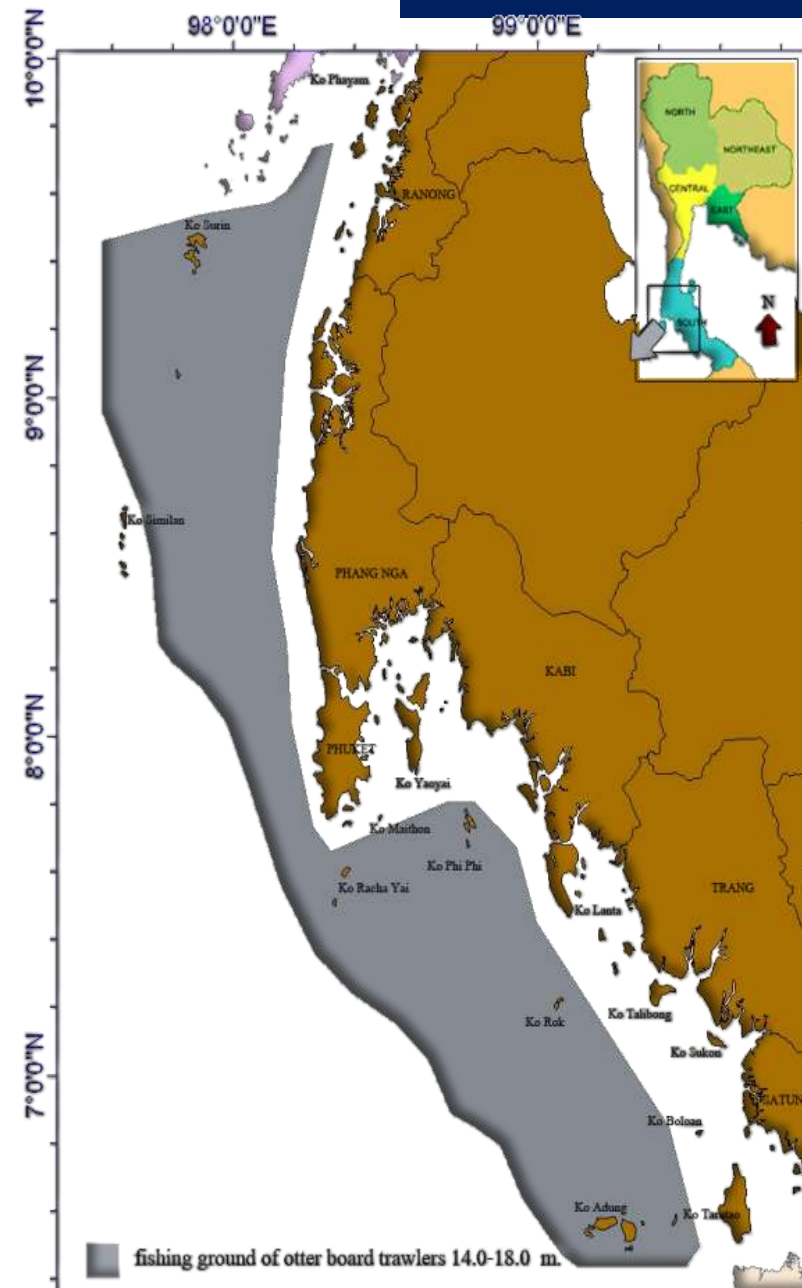 98°0'0"E
99°0'0"E
10°0'0"N
9°0'0"N
8°0'0"N
7°0'0"N
Ko Phayam
RANONG
Ko Surin
Ko Similan
PHANG NGA
KABI
PHUKET
Ko Yaoyai
Ko Maithon
Ko Phi Phi
Ko Racha Yai
TRANG
Ko Lanta
Ko Rok
Ko Talibong
Ko Sukon
SATUN
Ko Boloan
Ko Adung
Ko Tarutao
NORTH
NORTHEAST
CENTRAL
EAST
SOUTH
N
fishing ground of otter board trawlers 14.0-18.0 m.